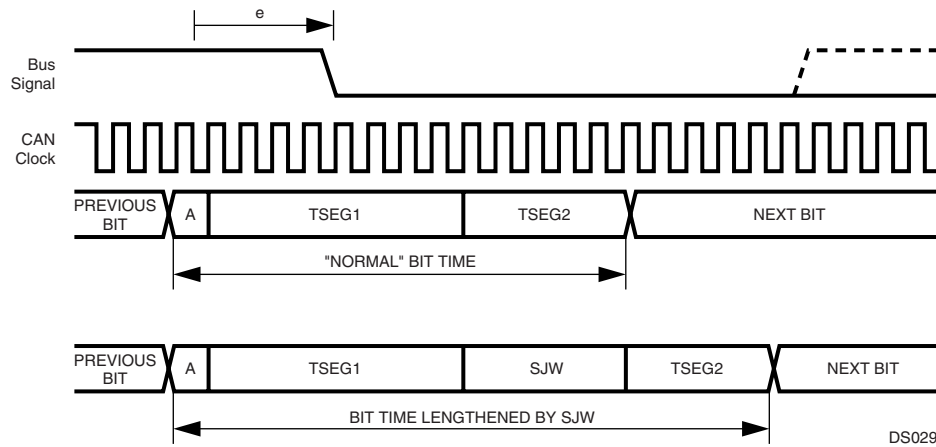 e
Bus
Signal
CAN
Clock
PREVIOUS
BIT
A
TSEG1
TSEG2
NEXT BIT
"NORMAL" BIT TIME
PREVIOUS
BIT
A
TSEG1
SJW
TSEG2
NEXT BIT
BIT TIME LENGTHENED BY SJW
DS029